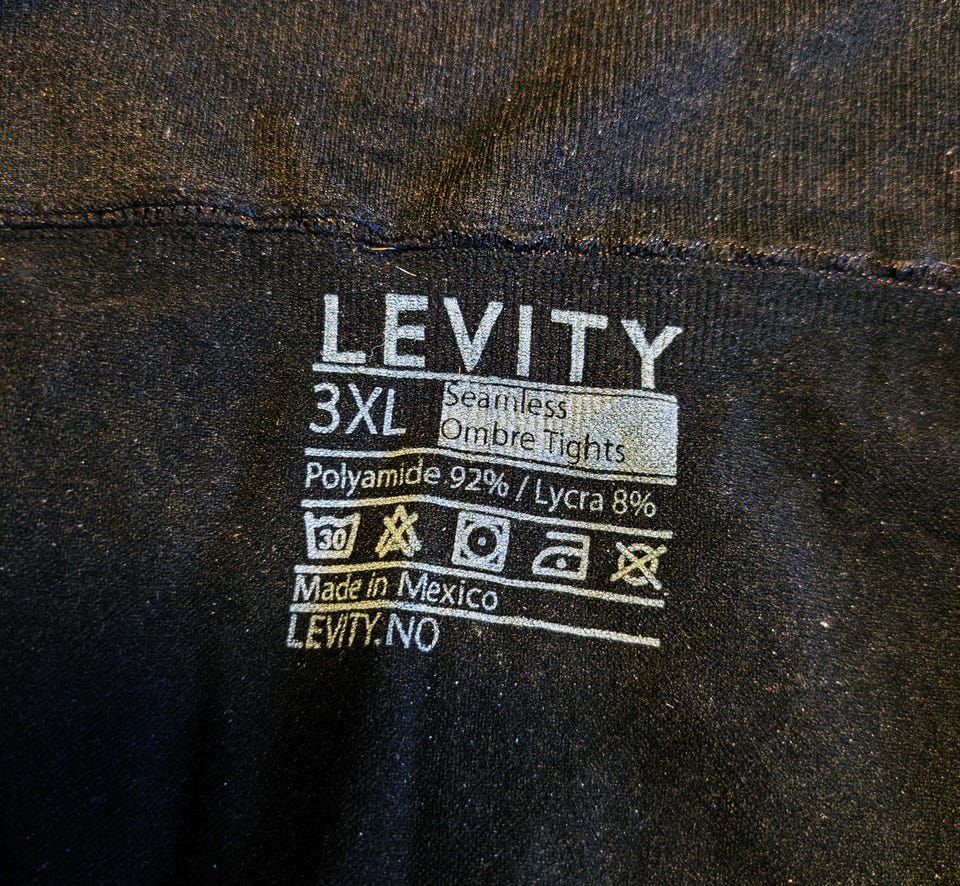 LEVITY
3XL
Seamless
Ombre Tights
Polyamide 92% / Lycra 8%
30
Made in Mexico
LEVITY.NO